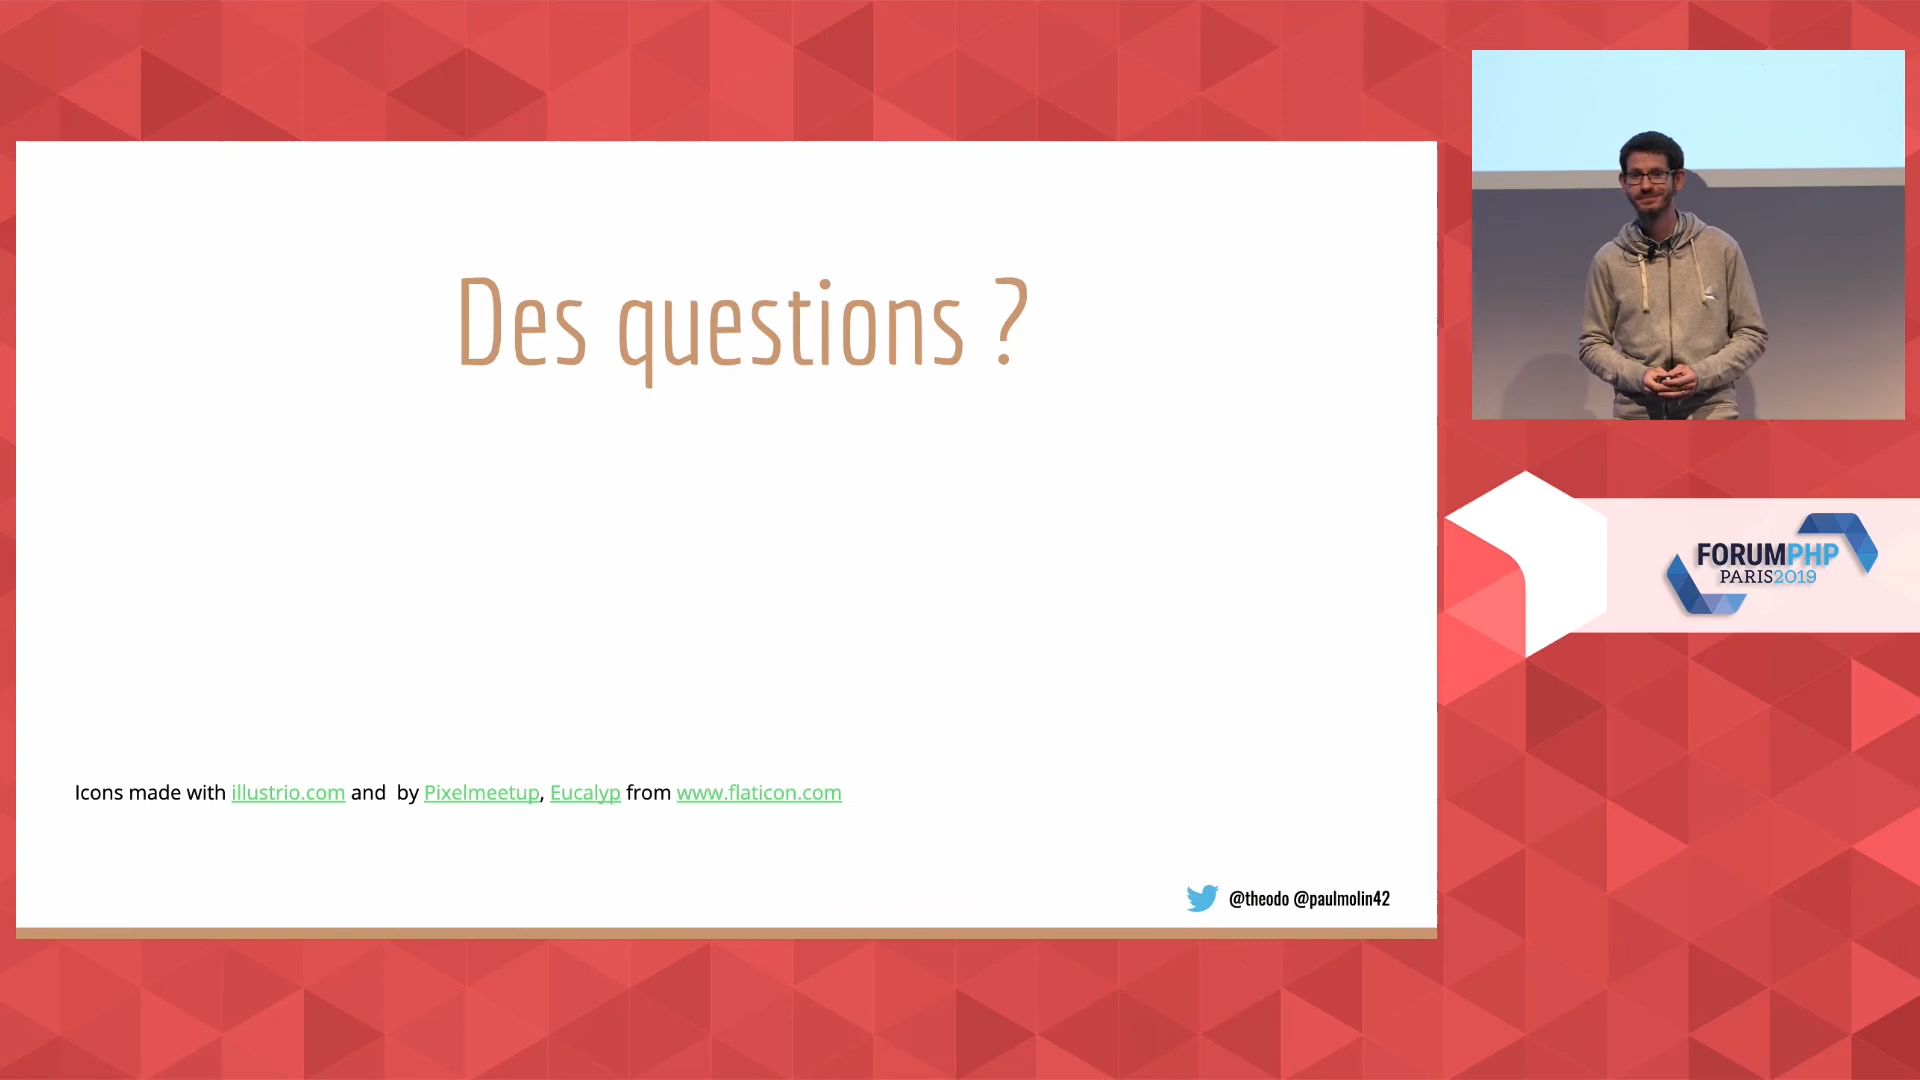 Des questions ?
Icons made with illustrio.com and by Pixelmeetup, Eucalyp from www.flaticon.com
@theodo @paulmolin42
FORUMPHP
PARIS2019